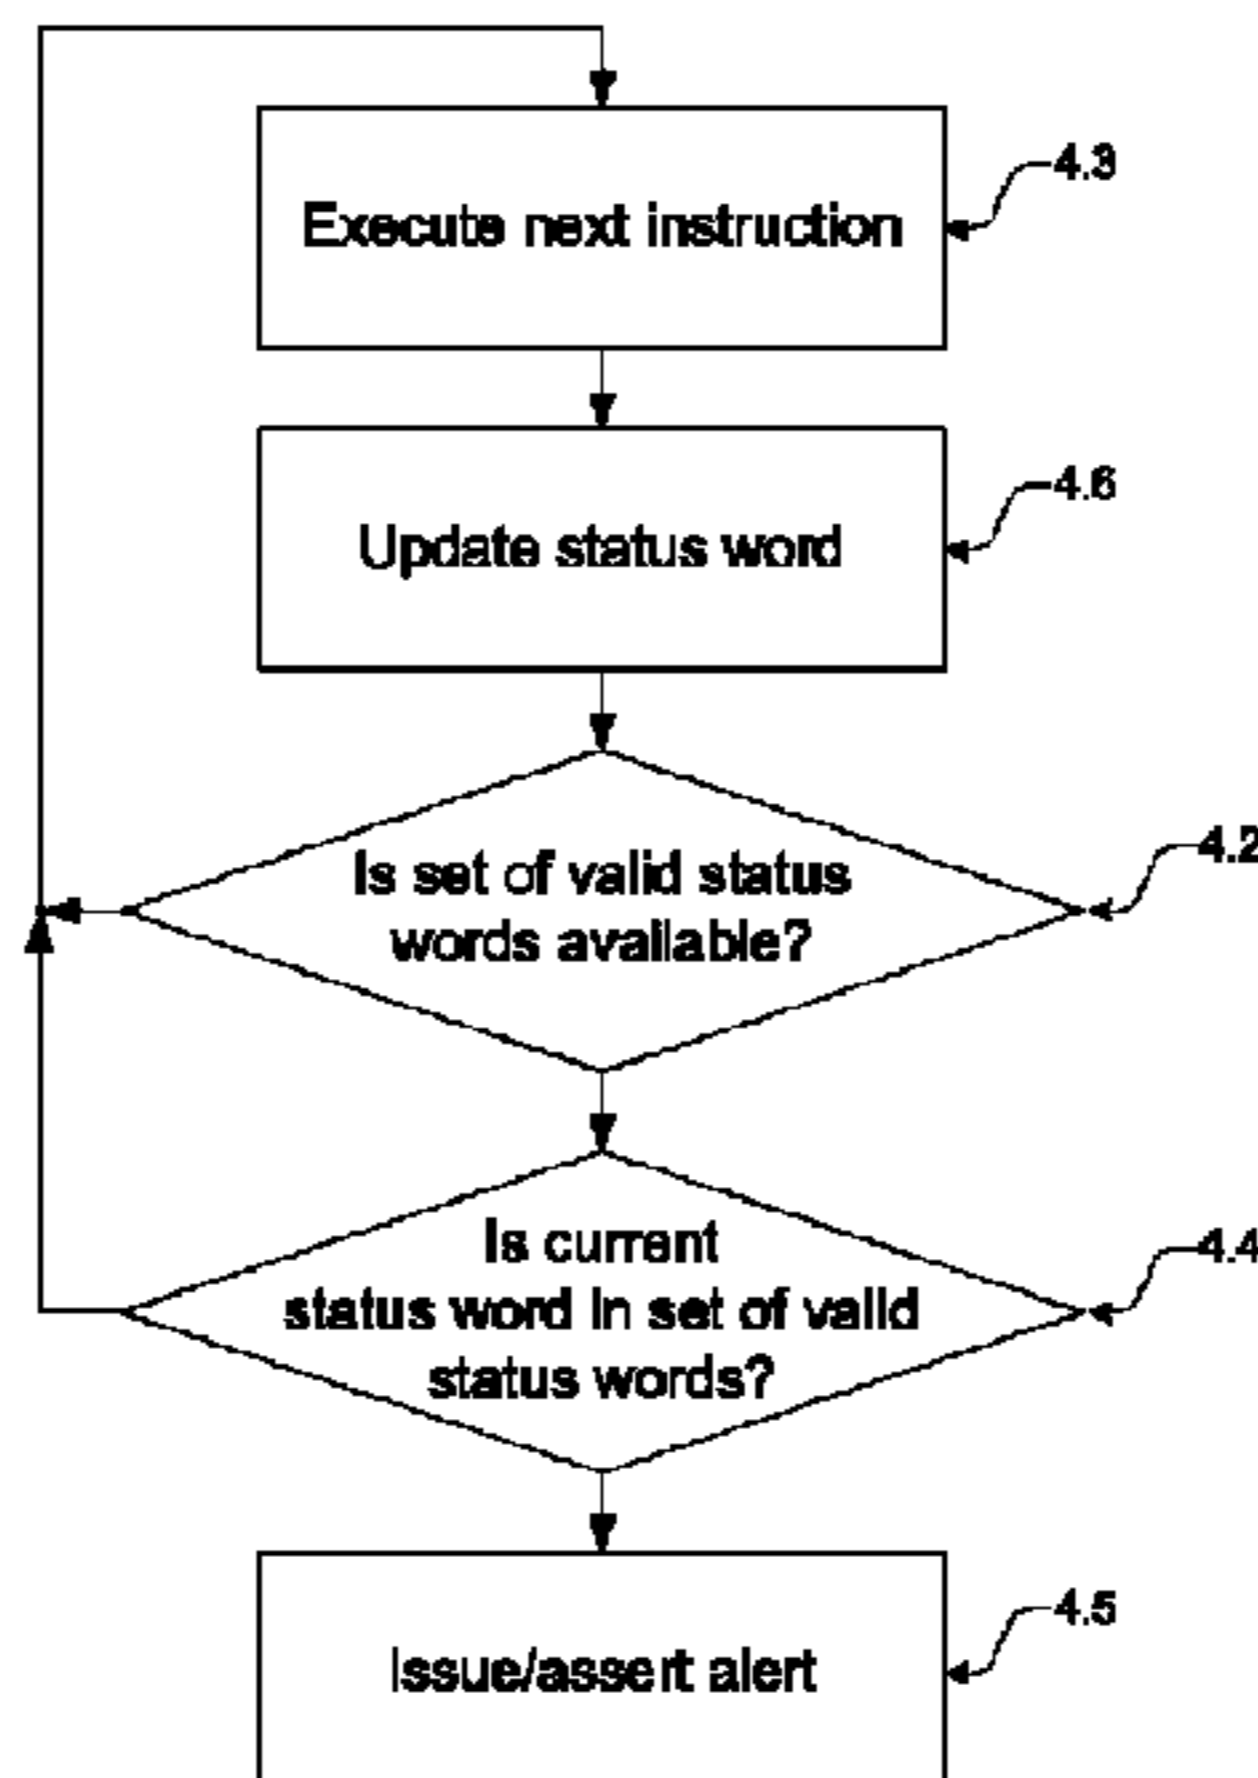 4.3
Execute next instruction
4.6
Update status word
4.2
Is set of valid status
words available?
4.4
Is current
status word in set of valid
status words?
4.5
Issue/assert alert